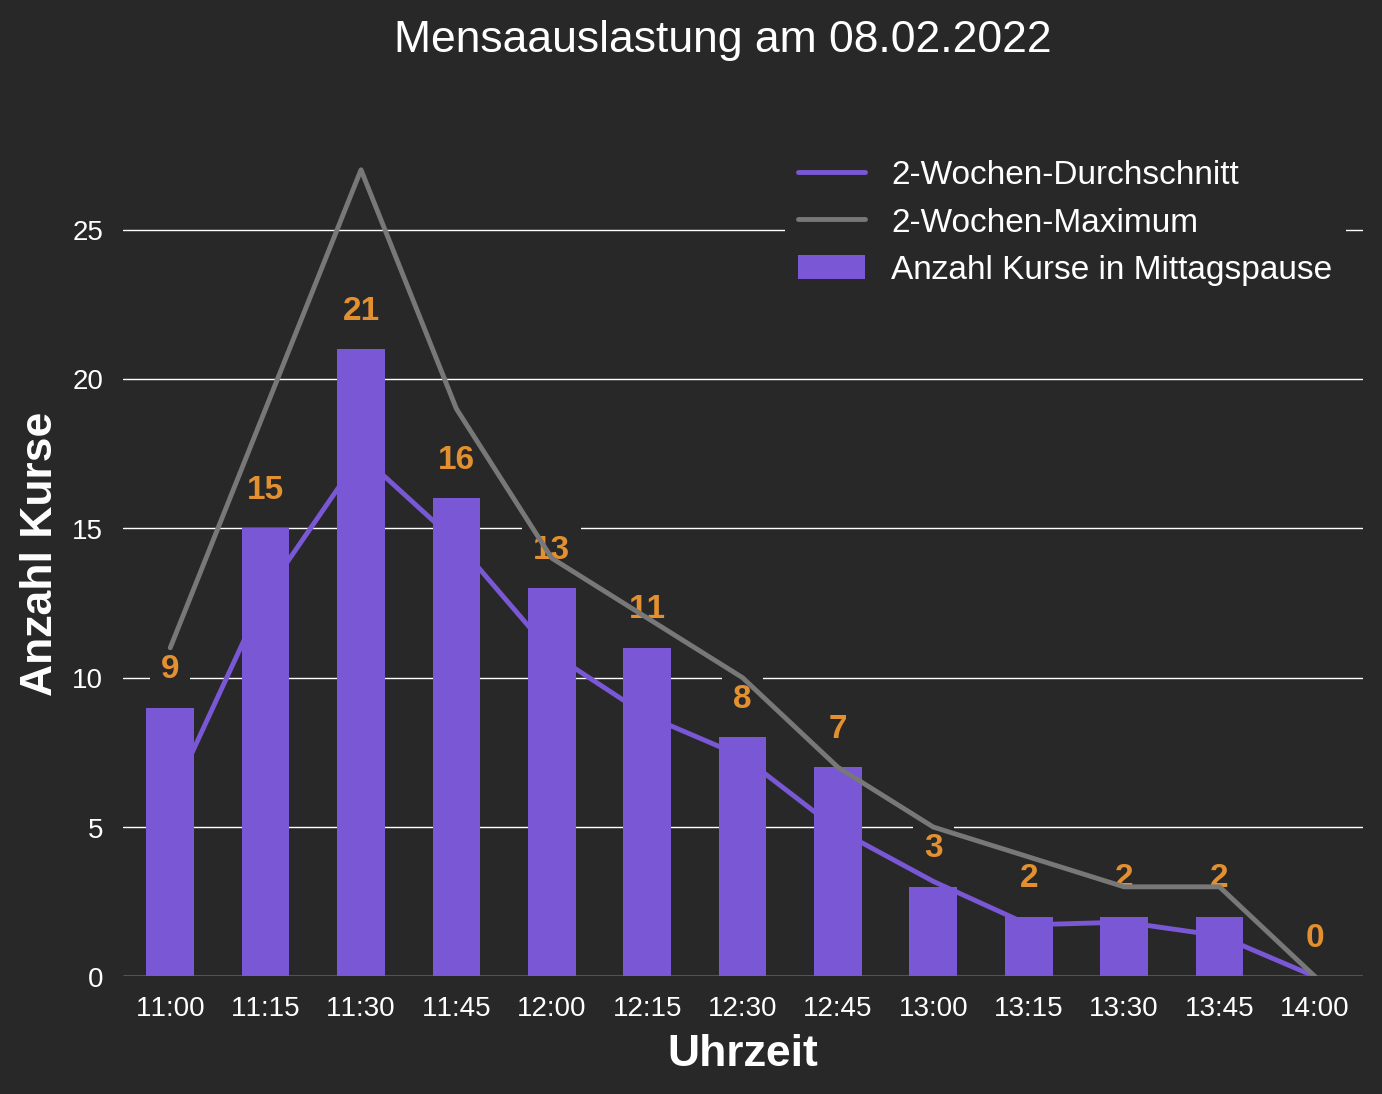 Mensaauslastung am 08.02.2022
2-Wochen-Durchschnitt
2-Wochen-Maximum
Anzahl Kurse in Mittagspause
Anzahl Kurse
25
20
15
10
5
0
9
15
21
16
13
11
8
7
3
2
2
2
0
11:00 11:15 11:30 11:45 12:00 12:15 12:30 12:45 13:00 13:15 13:30 13:45 14:00
Uhrzeit